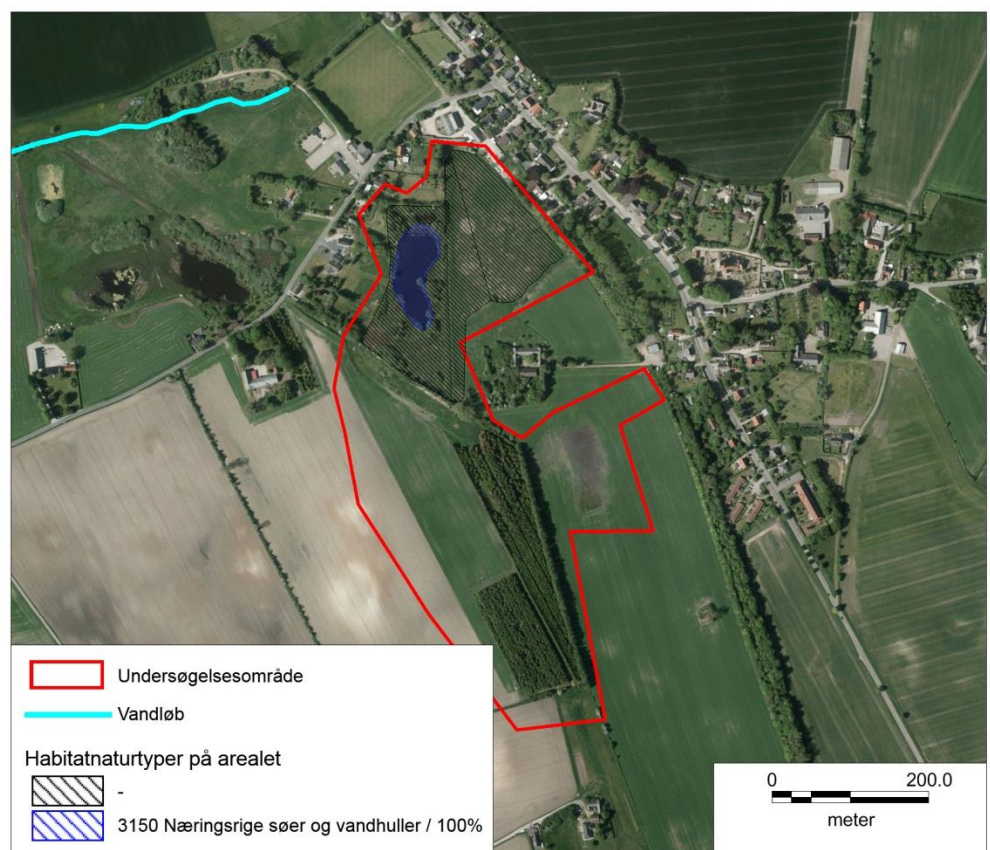 Undersøgelsesområde
Vandløb
Habitatnaturtyper på arealet
-
3150 Næringsrige søer og vandhuller / 100%
0 200.0
meter